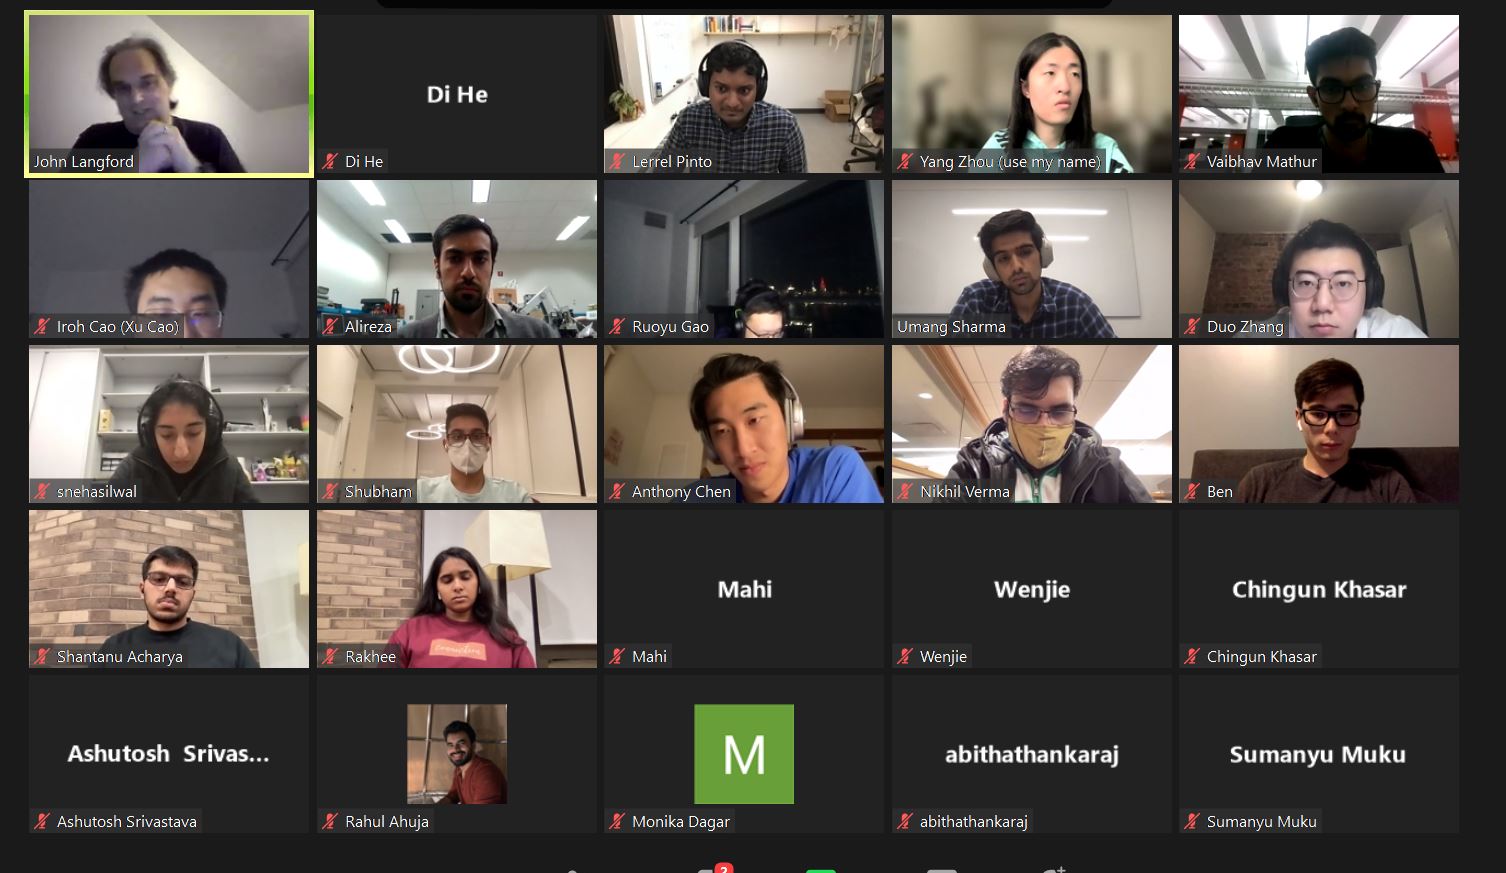 John Langford
Di He
Di He
Lerrel Pinto
Yang Zhou (use my name)
Vaibhav Mathur
Iroh Cao (Xu Cao)
Alireza
Ruoyu Gao
Umang Sharma
Duo Zhang
snehasilwal
Shubham
Anthony Chen
Nikhil Verma
Ben
Shantanu Acharya
Rakhee
Mahi
Mahi
Wenjie
Wenjie
Chingun Khasar
Chingun Khasar
Ashutosh Srivas...
Ashutosh Srivastava
Rahul Ahuja
M
Monika Dagar
abithathankaraj
abithathankaraj
Sumanyu Muku
Sumanyu Muku
2